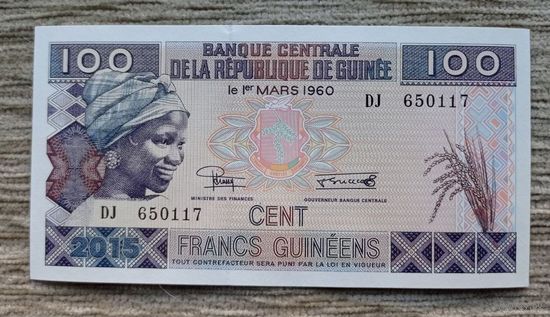 100 BANQUE CENTRALE 100
DE LA RÉPUBLIQUE DE GUINÉE
le 1er MARS 1960
DJ 650117
MINISTRE DES FINANCES GOUVERNEUR BANQUE CENTRALE
DJ 650117
CENT
2015 FRANCS GUINÉENS
TOUT CONTREFACTEUR SERA PUNI PAR LA LOI EN VIGUEUR